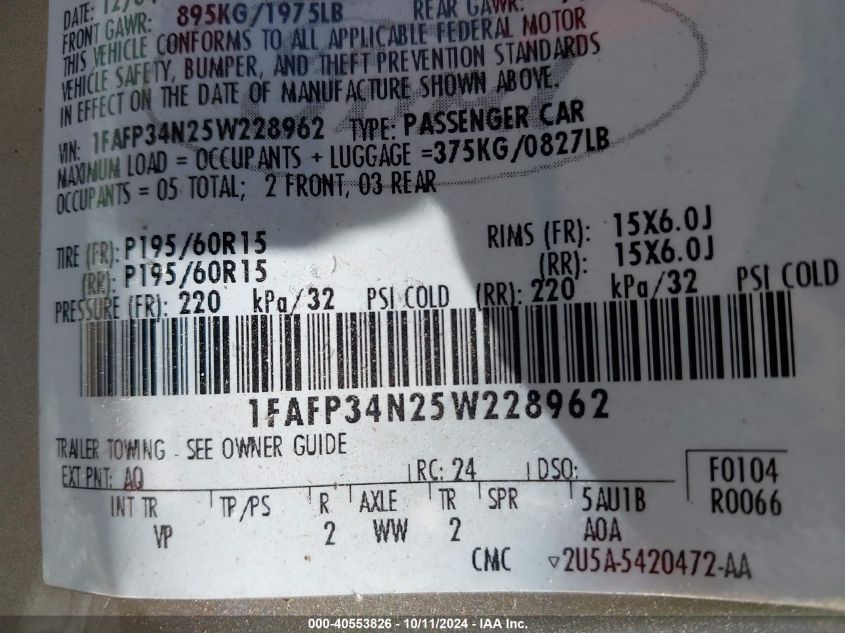 DATE: 12/04
FRONT GAWR: 895KG/1975LB REAR GAWR:
THIS VEHICLE CONFORMS TO ALL APPLICABLE FEDERAL MOTOR
VEHICLE SAFETY, BUMPER, AND THEFT PREVENTION STANDARDS
IN EFFECT ON THE DATE OF MANUFACTURE SHOWN ABOVE.
VIN: 1FAFP34N25W228962 TYPE: PASSENGER CAR
MAXIMUM LOAD = OCCUPANTS + LUGGAGE =375KG/0827LB
OCCUPANTS = 05 TOTAL; 2 FRONT, 03 REAR
TIRE (FR): P195/60R15 RIMS (FR): 15X6.0J
(RR): P195/60R15 (RR): 15X6.0J
PRESSURE (FR): 220 kPa/32 PSI COLD (RR): 220 kPa/32 PSI COLD
1FAFP34N25W228962
TRAILER TOWING - SEE OWNER GUIDE
EXT PNT: AQ RC: 24 DSO: F0104
INT TR TP/PS R AXLE TR SPR 5AU1B R0066
VP 2 WW 2 A0A
CMC ▿2U5A-5420472-AA
000-40553826 - 10/11/2024 - IAA Inc.